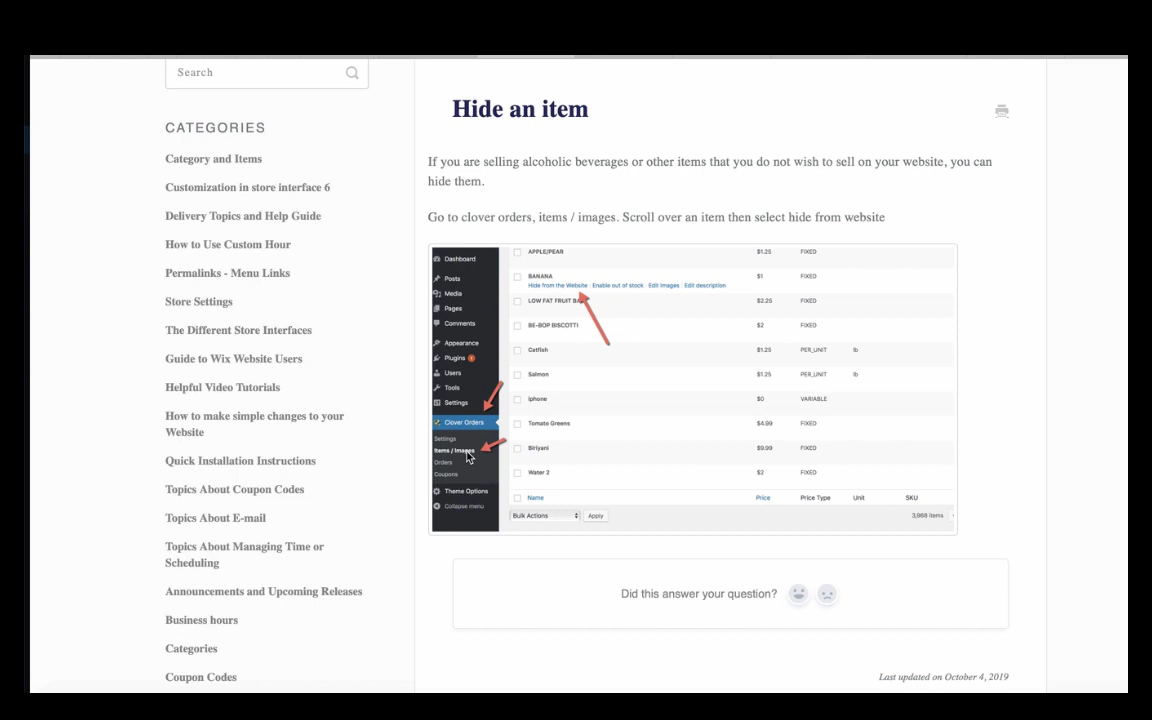 Search
CATEGORIES
Category and Items
Customization in store interface 6
Delivery Topics and Help Guide
How to Use Custom Hour
Permalinks - Menu Links
Store Settings
The Different Store Interfaces
Guide to Wix Website Users
Helpful Video Tutorials
How to make simple changes to your
Website
Quick Installation Instructions
Topics About Coupon Codes
Topics About E-mail
Topics About Managing Time or
Scheduling
Announcements and Upcoming Releases
Business hours
Categories
Coupon Codes
Hide an item
If you are selling alcoholic beverages or other items that you do not wish to sell on your website, you can
hide them.
Go to clover orders, items / images. Scroll over an item then select hide from website
Dashboard
Posts
Media
Pages
Comments
Appearance
Plugins 1
Users
Tools
Settings
Clover Orders
Settings
Items / Images
Orders
Coupons
Theme Options
Collapse menu
APPLE/PEAR $1.25 FIXED
BANANA $1 FIXED
Hide from the Website | Enable out of stock | Edit Images | Edit description
LOW FAT FRUIT $2.25 FIXED
BE-BOP BISCOTTI $2 FIXED
Catfish $1.25 PER_UNIT lb
Salmon $1.25 PER_UNIT lb
iphone $0 VARIABLE
Tomato Greens $4.99 FIXED
Biriyani $9.99 FIXED
Water 2 $2 FIXED
Name Price Price Type Unit SKU
Bulk Actions Apply 3,968 items
Did this answer your question?
Last updated on October 4, 2019